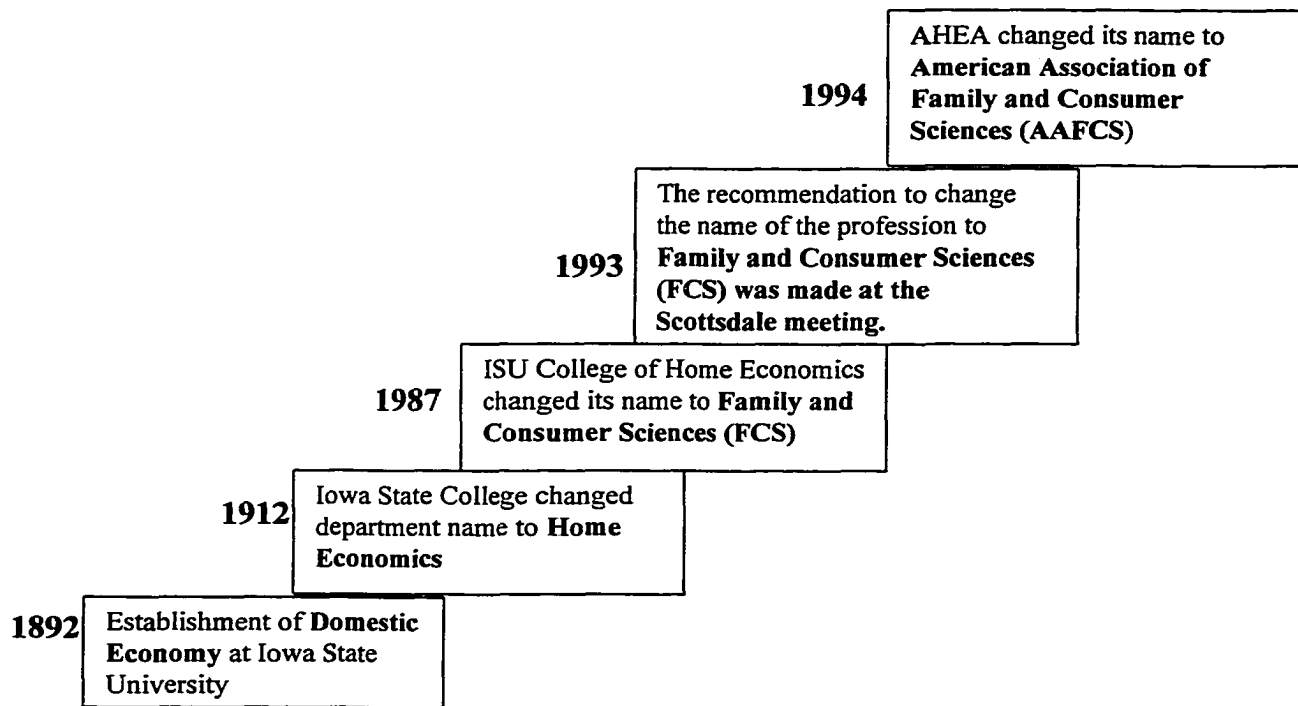 AHEA changed its name to
American Association of
1994
Family and Consumer
Sciences (AAFCS)
The recommendation to change
the name of the profession to
1993
Family and Consumer Sciences
(FCS) was made at the
Scottsdale meeting.
ISU College of Home Economics
1987
changed its name to Family and
Consumer Sciences (FCS)
Iowa State College changed
1912
department name to Home
Economics
1892
Establishment of Domestic
Economy at Iowa State
University